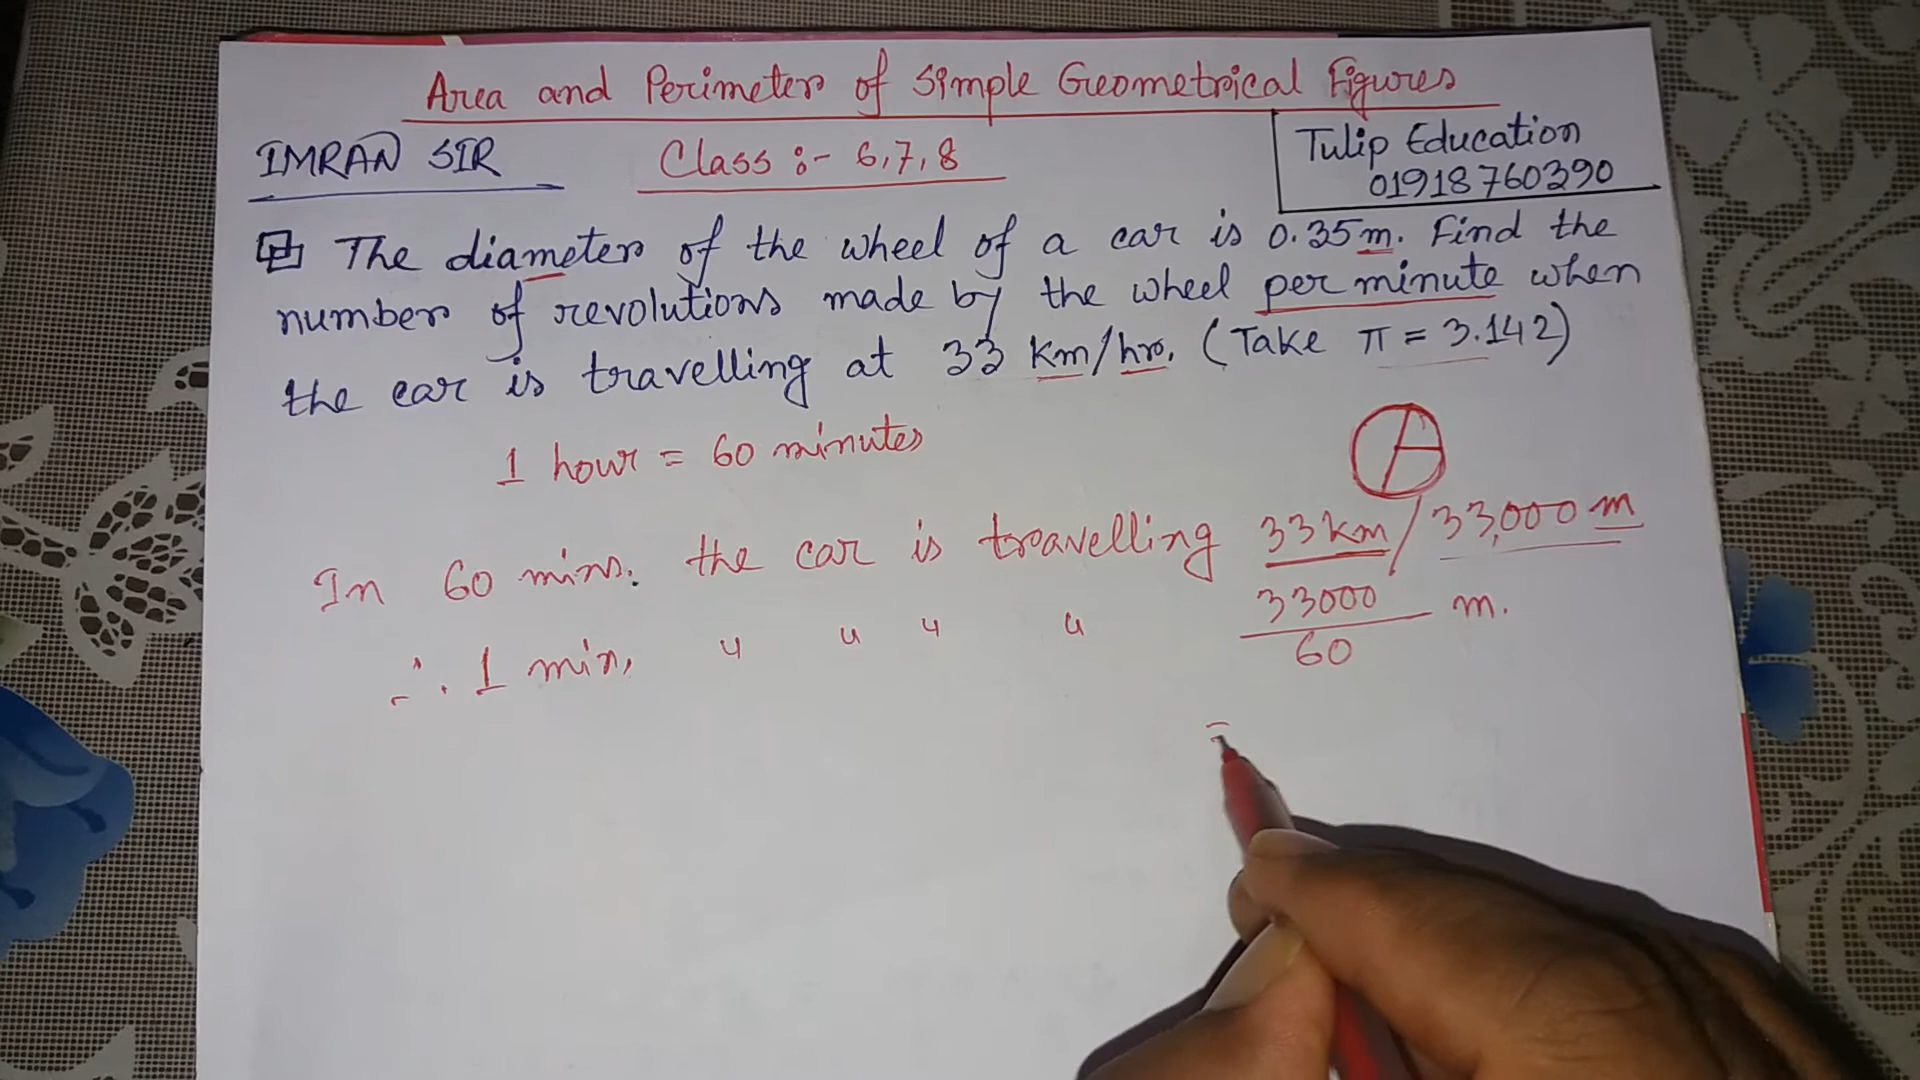 Area and Perimeter of Simple Geometrical Figures
IMRAN SIR
Class :- 6,7,8
Tulip Education
01918760390
The diameter of the wheel of a car is 0.35m. Find the
number of revolutions made by the wheel per minute when
the car is travelling at 33 km/hr. (Take π = 3.142)
1 hour = 60 minutes
In 60 mins. the car is travelling 33km/33,000 m
∴ 1 min, " " " " 33000/60 m.
=